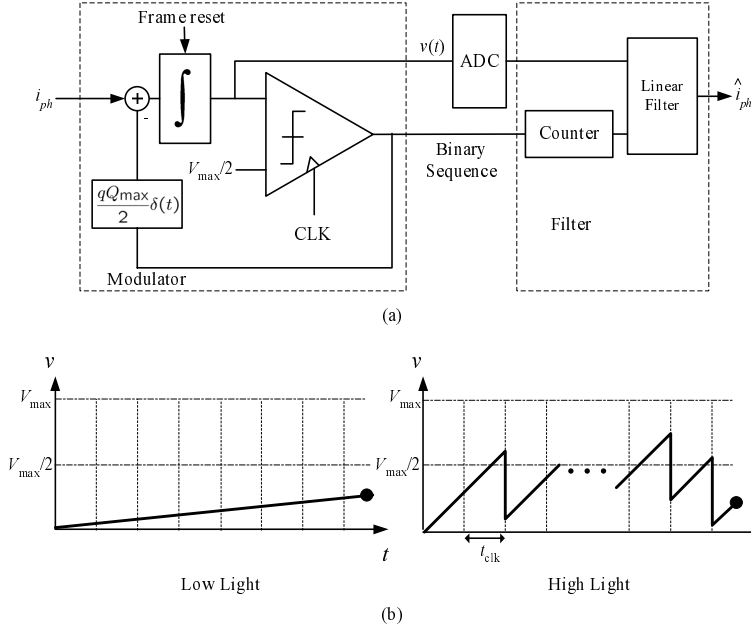 Frame reset
i_ph
+
-
∫
V_max/2
CLK
qQ_max/2 δ(t)
Modulator
v(t)
ADC
Binary
Sequence
Counter
Linear
Filter
î_ph
Filter
(a)
v
V_max
V_max/2
t
Low Light
v
V_max
V_max/2
t_clk
High Light
(b)